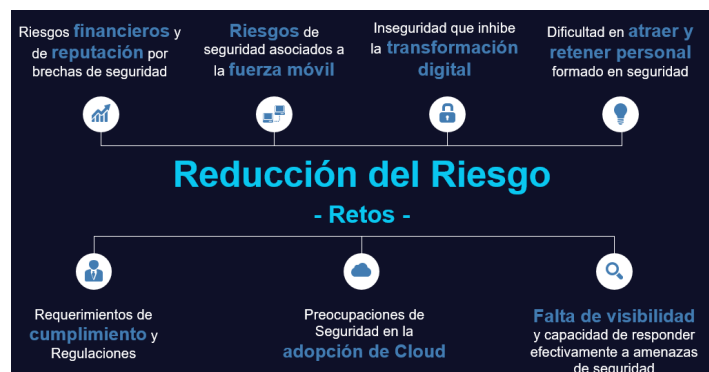 Riesgos financieros y
de reputación por
brechas de seguridad
Riesgos de
seguridad asociados a
la fuerza móvil
Inseguridad que inhibe
la transformación
digital
Dificultad en atraer y
retener personal
formado en seguridad
Reducción del Riesgo
- Retos -
Requerimientos de
cumplimiento y
Regulaciones
Preocupaciones de
Seguridad en la
adopción de Cloud
Falta de visibilidad
y capacidad de responder
efectivamente a amenazas
de seguridad